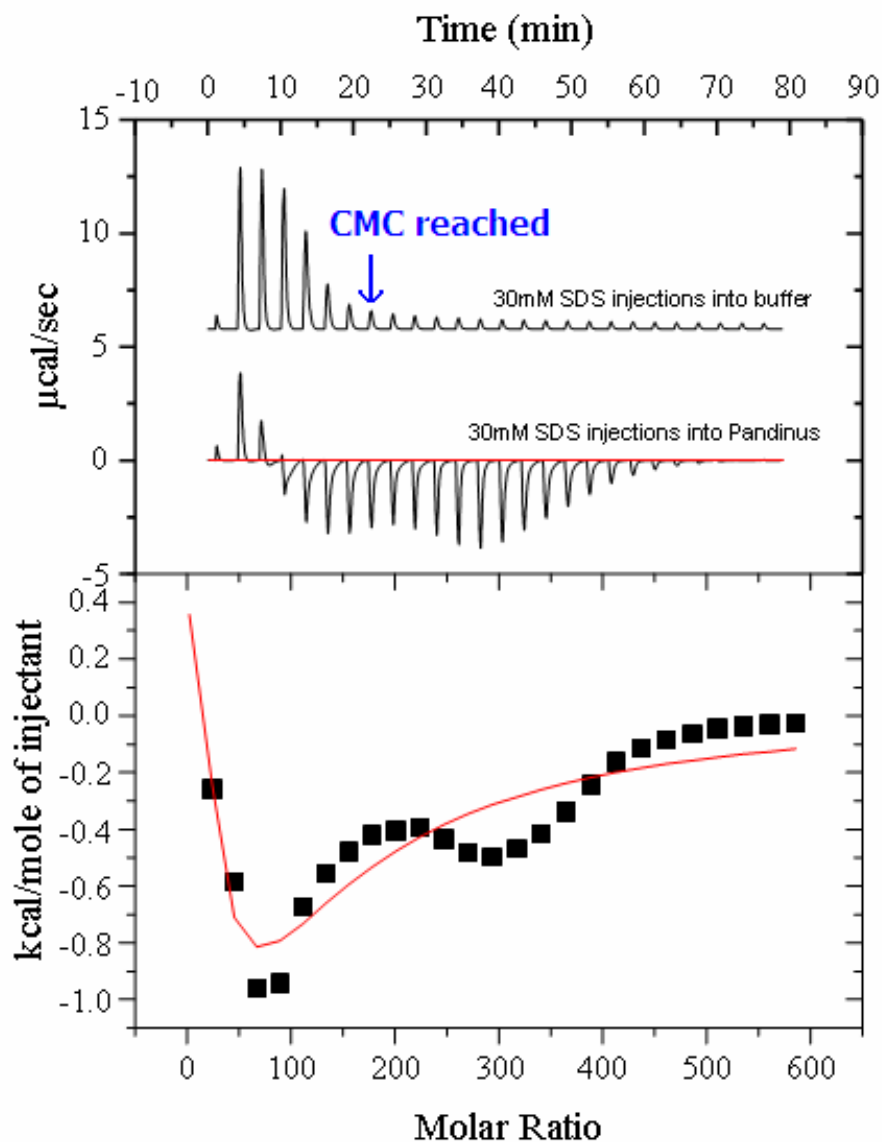 Time (min)
-10 0 10 20 30 40 50 60 70 80 90
15
10
5
0
-5
µcal/sec
CMC reached
30mM SDS injections into buffer
30mM SDS injections into Pandinus
0.4
0.2
0.0
-0.2
-0.4
-0.6
-0.8
-1.0
kcal/mole of injectant
0 100 200 300 400 500 600
Molar Ratio